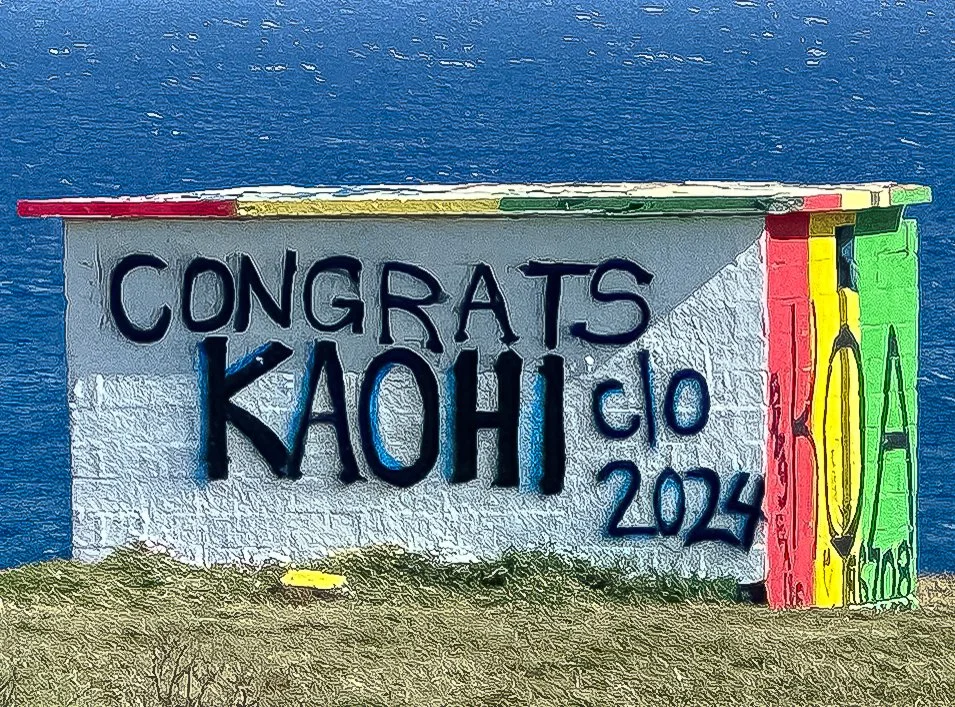 CONGRATS
KAOHI c/o
2024
KOA